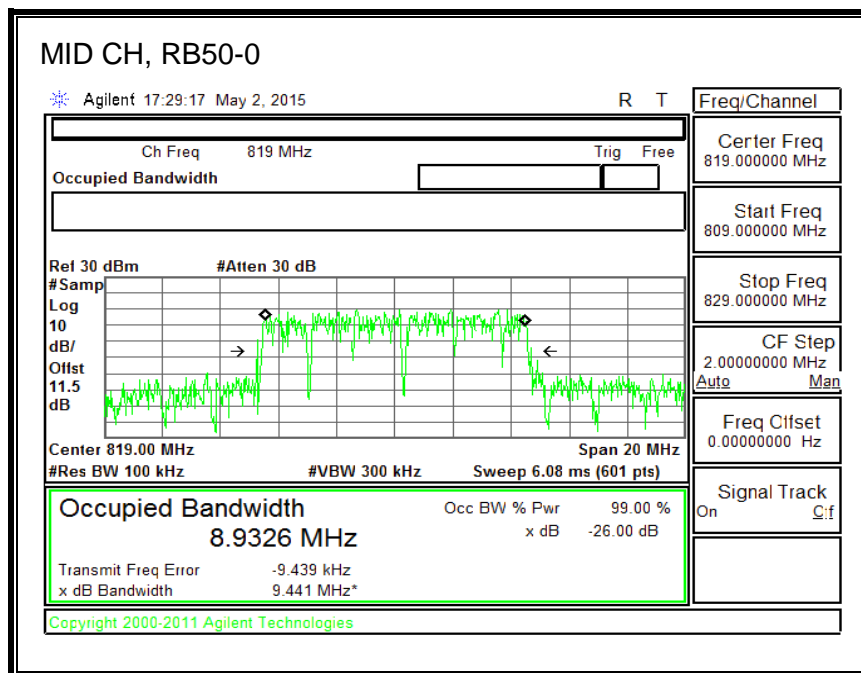 MID CH, RB50-0
Agilent 17:29:17 May 2, 2015 R T
Freq/Channel
Ch Freq 819 MHz Trig Free
Occupied Bandwidth
Center Freq
819.000000 MHz
Start Freq
809.000000 MHz
Stop Freq
829.000000 MHz
CF Step
2.00000000 MHz
Auto Man
Freq Offset
0.00000000 Hz
Signal Track
On Off
Ref 30 dBm #Atten 30 dB
#Samp
Log
10
dB/
Offst
11.5
dB
Center 819.00 MHz Span 20 MHz
#Res BW 100 kHz #VBW 300 kHz Sweep 6.08 ms (601 pts)
Occupied Bandwidth Occ BW % Pwr 99.00 %
8.9326 MHz x dB -26.00 dB
Transmit Freq Error -9.439 kHz
x dB Bandwidth 9.441 MHz*
Copyright 2000-2011 Agilent Technologies